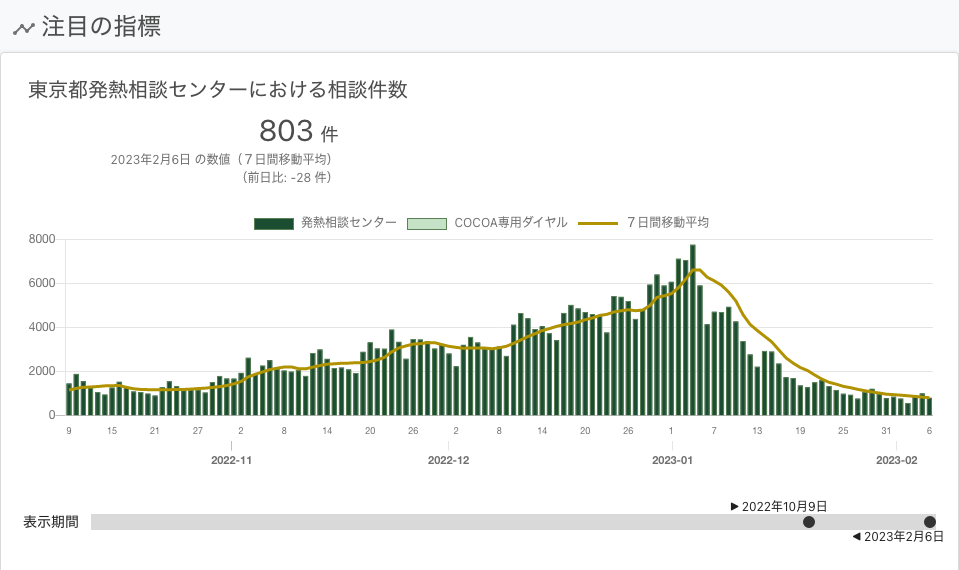 注目の指標
東京都発熱相談センターにおける相談件数
803 件
2023年2月6日 の数値（７日間移動平均）
（前日比: -28 件）
発熱相談センター COCOA専用ダイヤル ７日間移動平均
8000
6000
4000
2000
0
9 15 21 27 2 8 14 20 26 2 8 14 20 26 1 7 13 19 25 31 6
2022-11 2022-12 2023-01 2023-02
▶ 2022年10月9日
表示期間
◀ 2023年2月6日